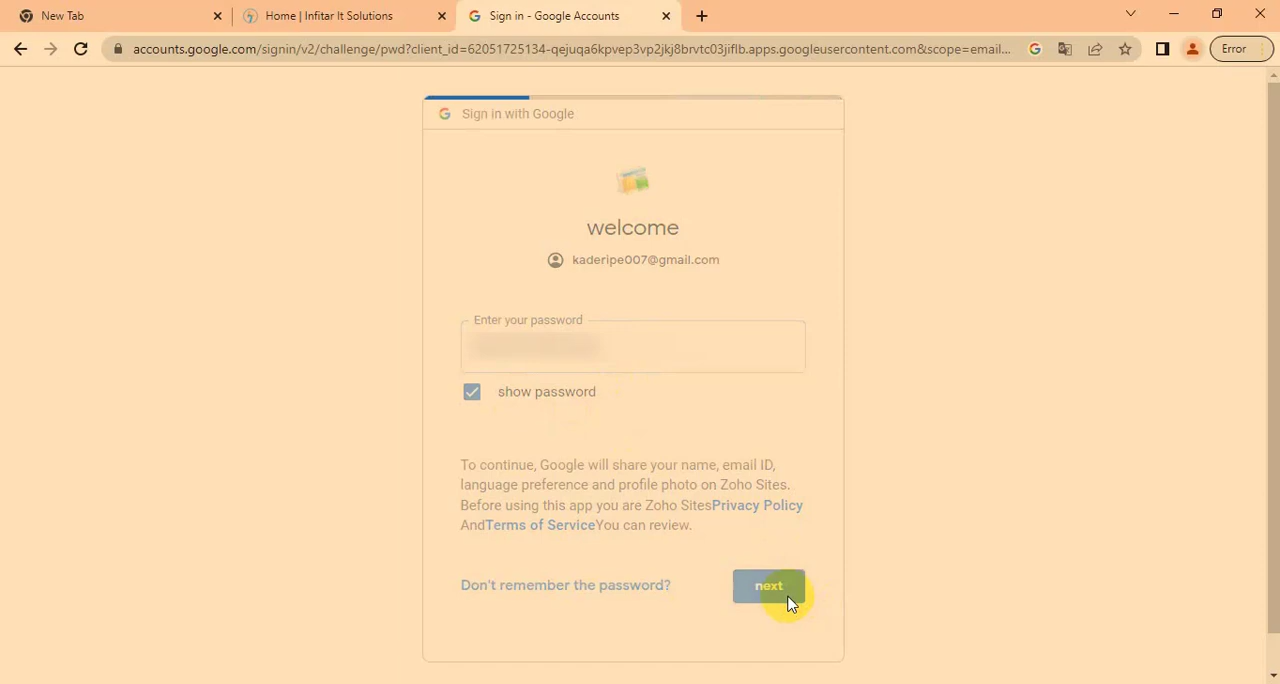 New Tab
Home | Infitar It Solutions
Sign in - Google Accounts
accounts.google.com/signin/v2/challenge/pwd?client_id=62051725134-qejuqa6kpvep3vp2jkj8brvtc03jiflb.apps.googleusercontent.com&scope=email...
Error
Sign in with Google
welcome
kaderipe007@gmail.com
Enter your password
show password
To continue, Google will share your name, email ID,
language preference and profile photo on Zoho Sites.
Before using this app you are Zoho SitesPrivacy Policy
AndTerms of ServiceYou can review.
Don't remember the password?
next